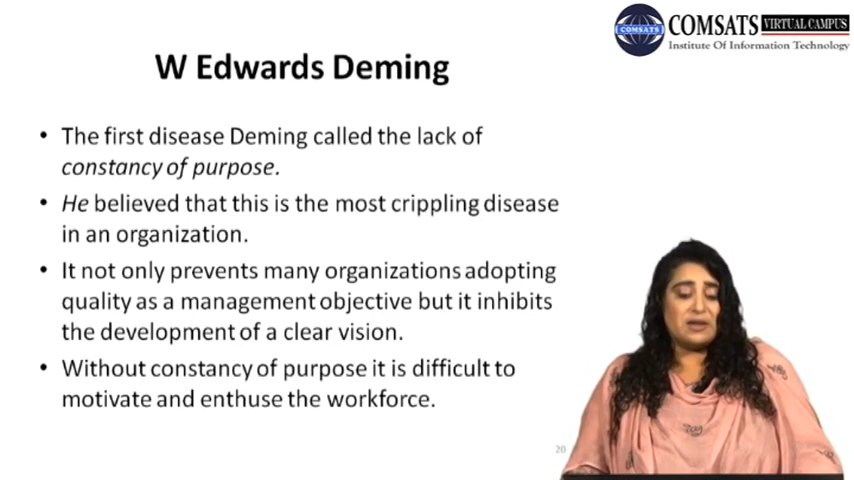 COMSATS
COMSATS VIRTUAL CAMPUS
Institute Of Information Technology
W Edwards Deming
• The first disease Deming called the lack of
constancy of purpose.
• He believed that this is the most crippling disease
in an organization.
• It not only prevents many organizations adopting
quality as a management objective but it inhibits
the development of a clear vision.
• Without constancy of purpose it is difficult to
motivate and enthuse the workforce.
20